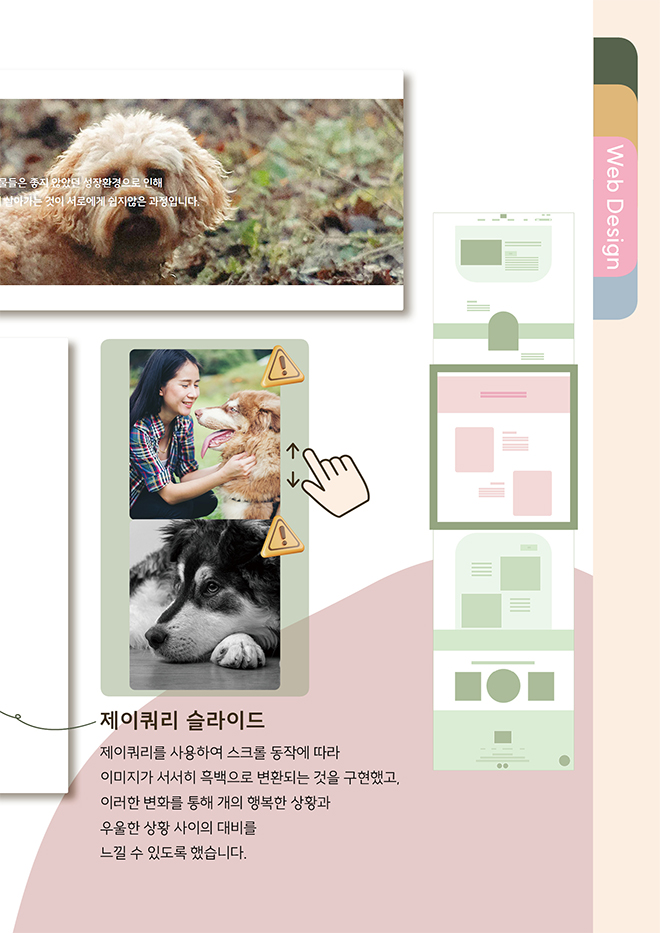 물들은 좋지 않았던 성장환경으로 인해
살아가는 것이 서로에게 쉽지않은 과정입니다.
Web Design
제이쿼리 슬라이드
제이쿼리를 사용하여 스크롤 동작에 따라
이미지가 서서히 흑백으로 변환되는 것을 구현했고,
이러한 변화를 통해 개의 행복한 상황과
우울한 상황 사이의 대비를
느낄 수 있도록 했습니다.